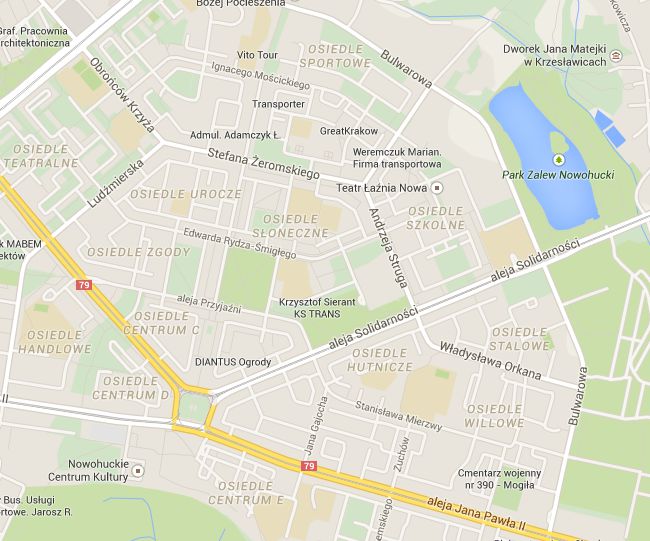 Bożej Pocieszenia
Graf. Pracownia
architektoniczna
Vito Tour
OSIEDLE
SPORTOWE
Bulwarowa
Dworek Jana Matejki
w Krzesławicach
Ignacego Mościckiego
Obrońców Krzyża
Transporter
GreatKrakow
Admul. Adamczyk Ł.
Weremczuk Marian.
Firma transportowa
OSIEDLE
TEATRALNE
Stefana Żeromskiego
Park Zalew Nowohucki
Teatr Łaźnia Nowa
Ludźmierska
OSIEDLE UROCZE
OSIEDLE
SŁONECZNE
OSIEDLE
SZKOLNE
Andrzeja Struga
Edwarda Rydza-Śmigłego
k MABEM
OSIEDLE ZGODY
aleja Solidarności
79
aleja Przyjaźni
Krzysztof Sierant
KS TRANS
OSIEDLE
CENTRUM C
aleja Solidarności
OSIEDLE
HANDLOWE
OSIEDLE
STALOWE
Władysława Orkana
DIANTUS Ogrody
OSIEDLE
HUTNICZE
OSIEDLE
CENTRUM D
Bulwarowa
II
Jana Gajocha
Stanisława Mierzwy
OSIEDLE
WILLOWE
Zuchów
79
Nowohuckie
Centrum Kultury
OSIEDLE
CENTRUM E
Cmentarz wojenny
nr 390 - Mogiła
aleja Jana Pawła II
y Bus. Usługi
ortowe. Jarosz R.